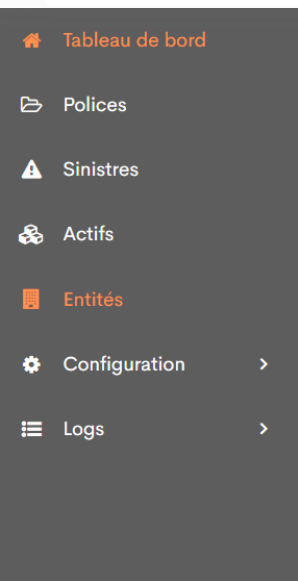 Tableau de bord
Polices
Sinistres
Actifs
Entités
Configuration
Logs